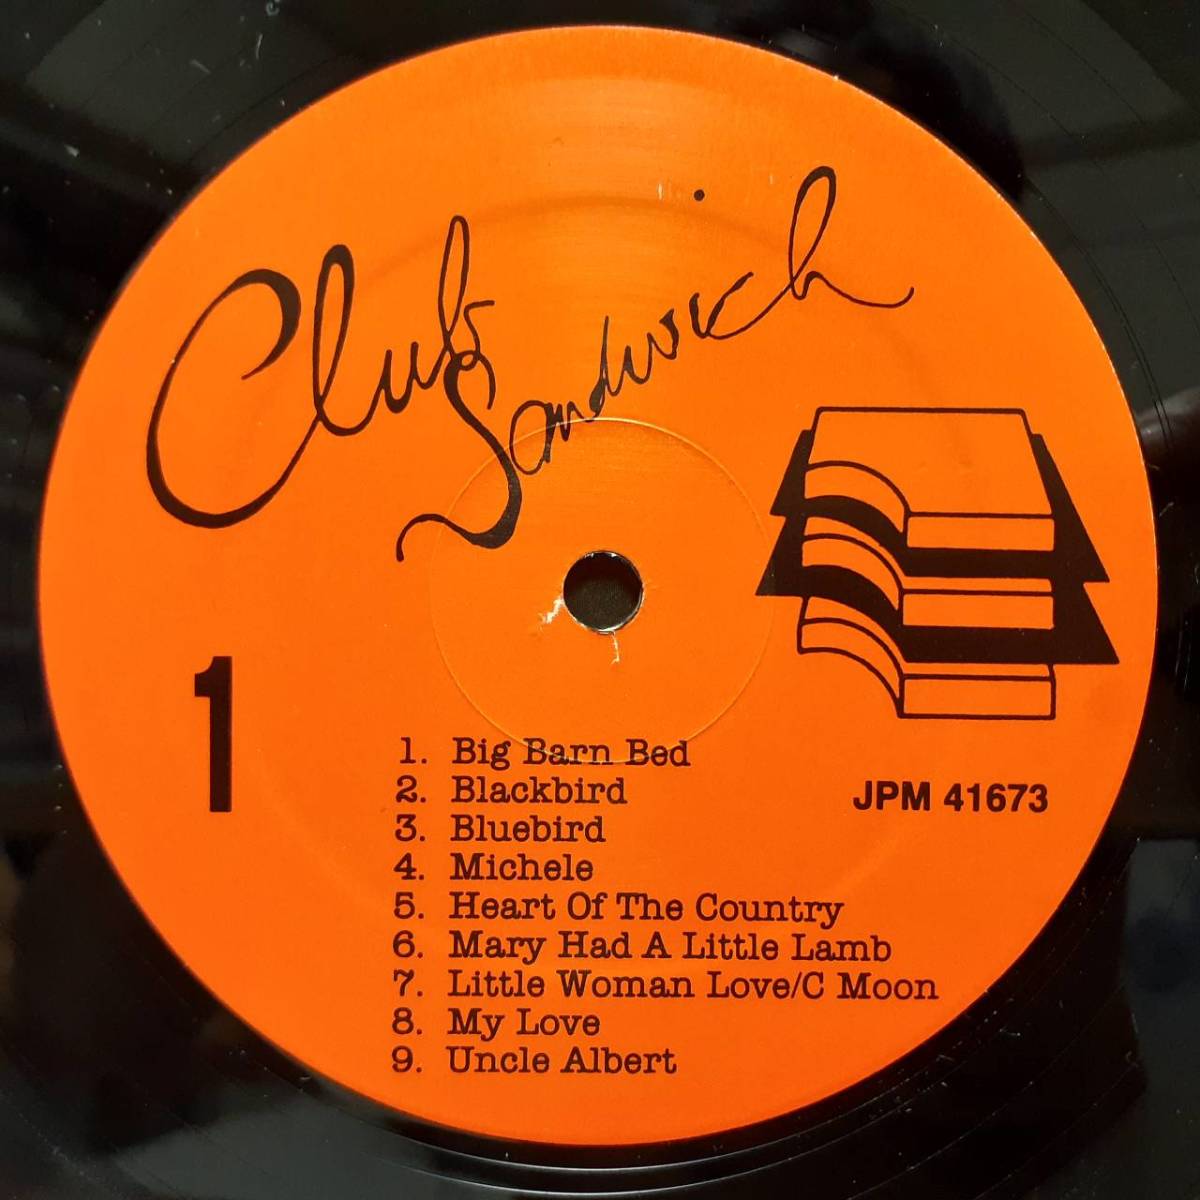 Club
Sandwich
1
JPM 41673
1. Big Barn Bed
2. Blackbird
3. Bluebird
4. Michele
5. Heart Of The Country
6. Mary Had A Little Lamb
7. Little Woman Love/C Moon
8. My Love
9. Uncle Albert